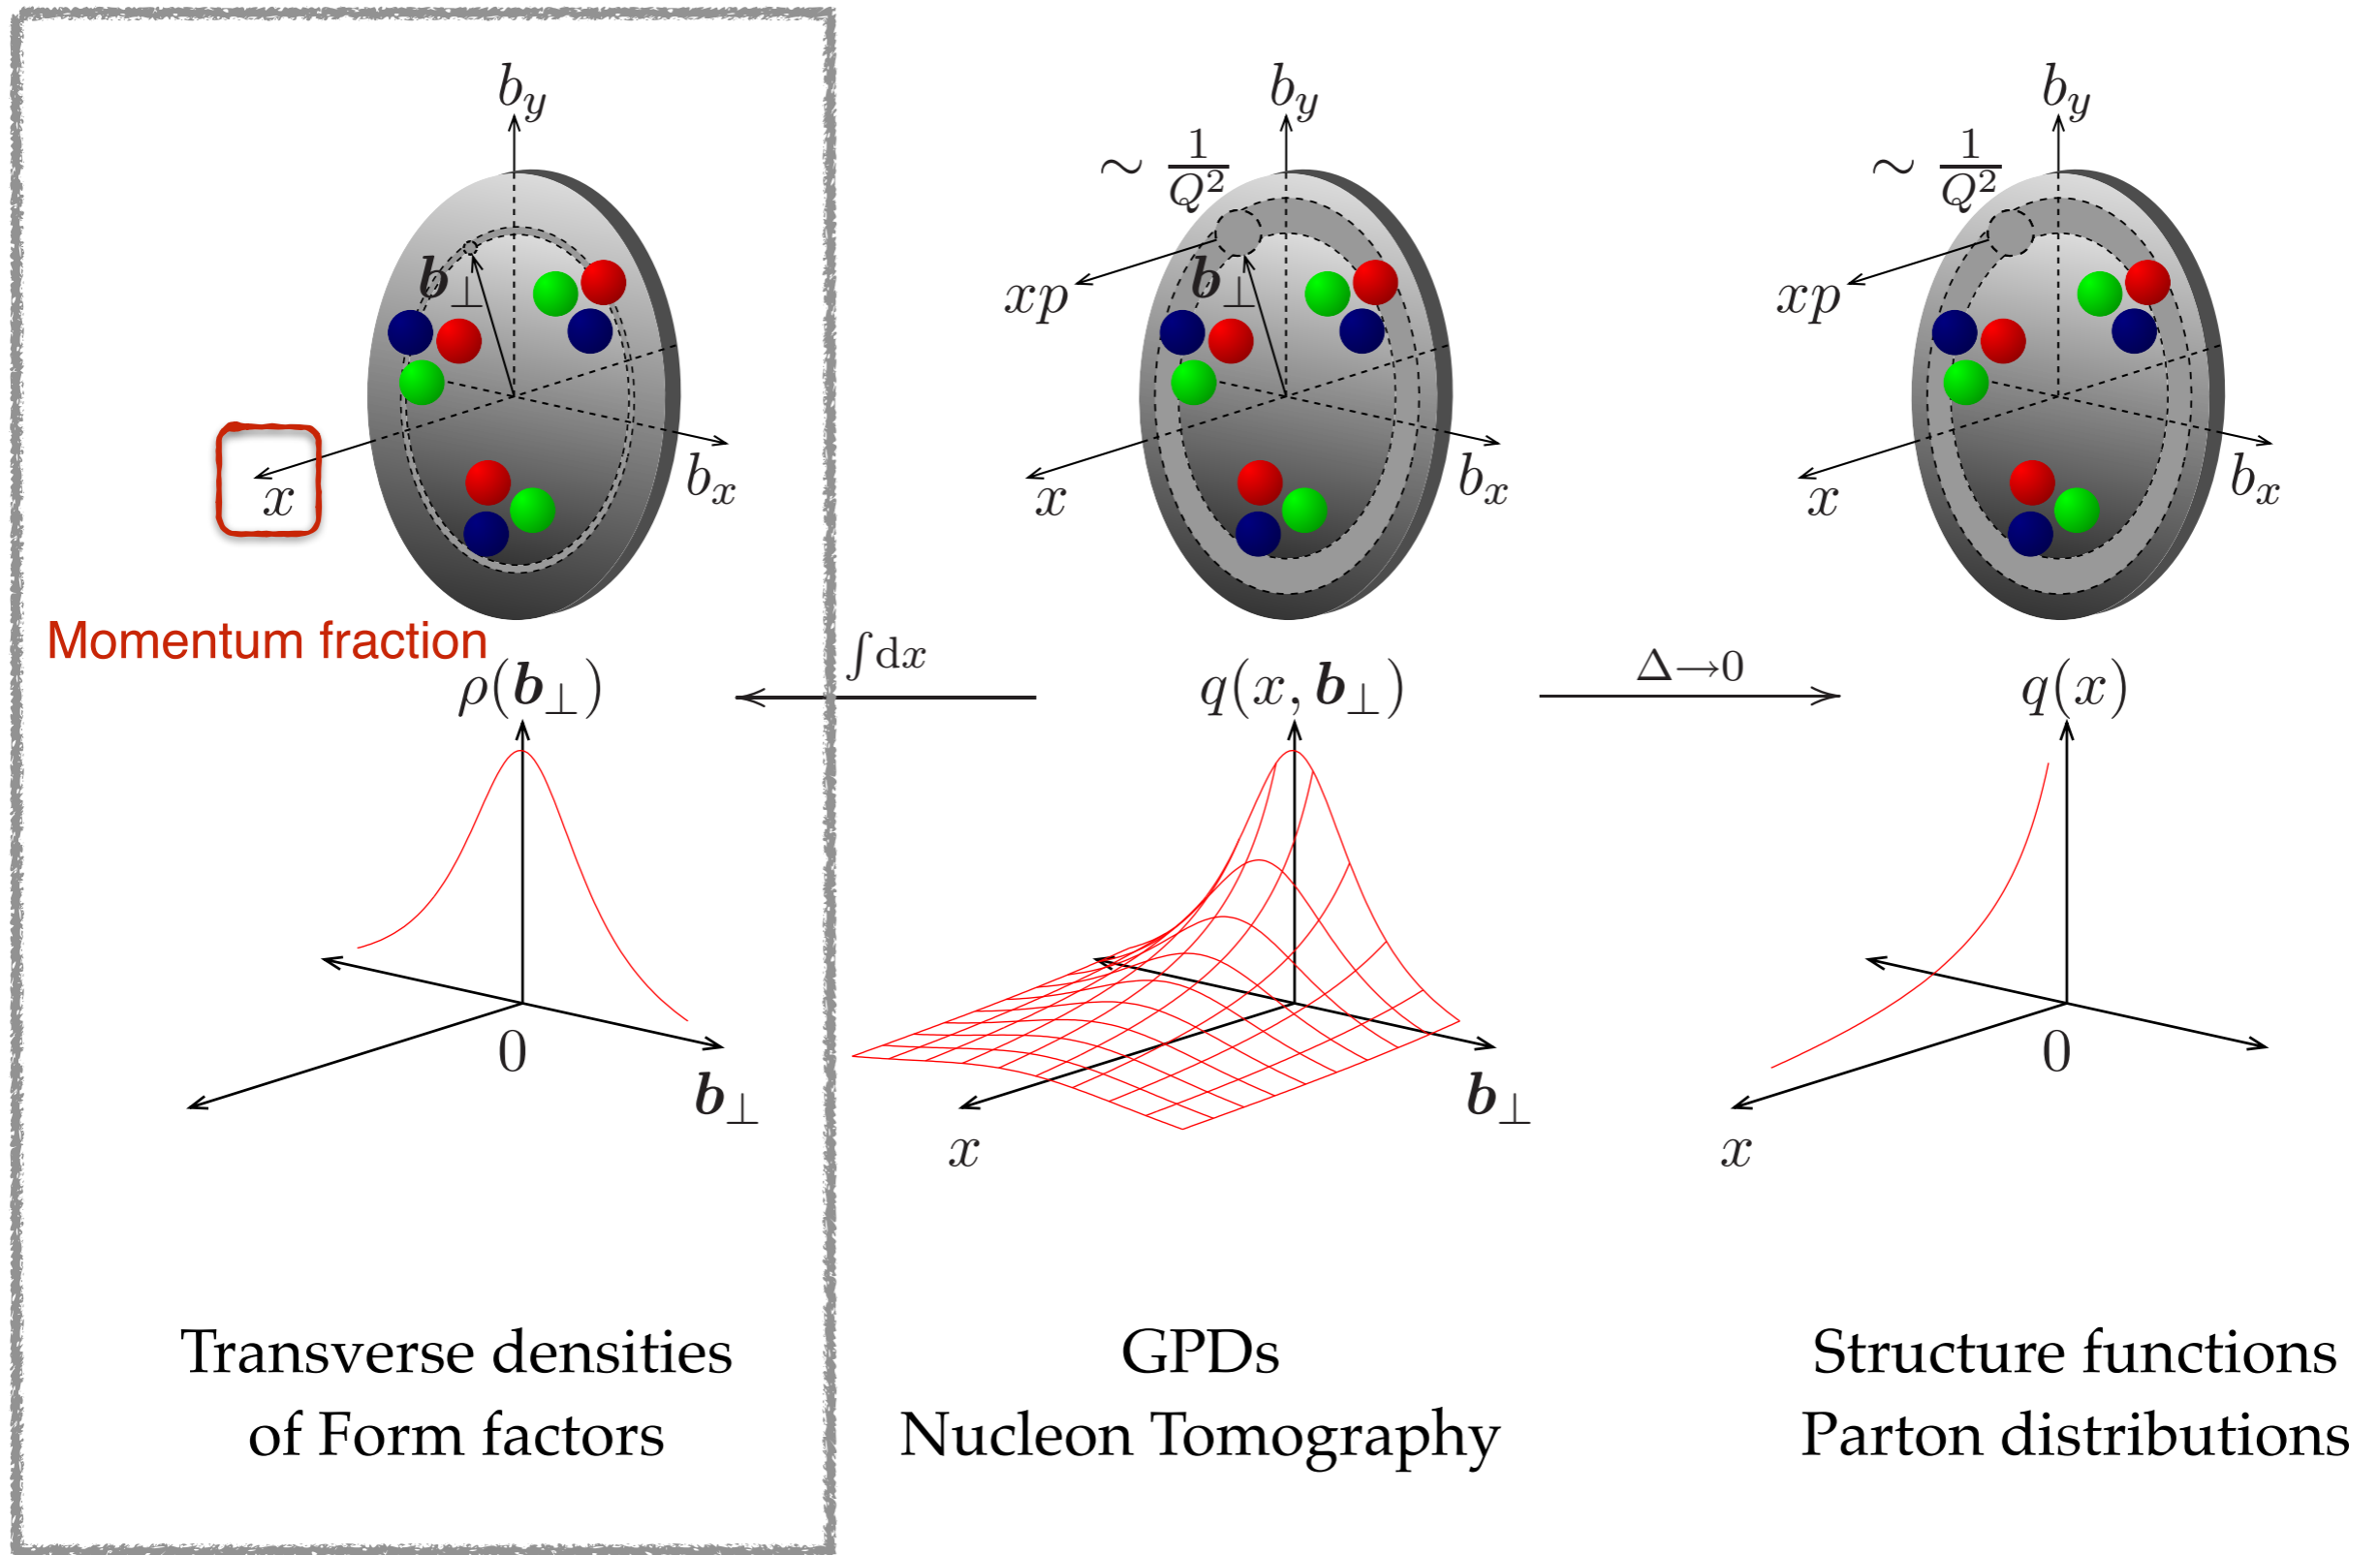 b_y
b_⊥
x
b_x
Momentum fraction
ρ(b_⊥)
0
b_⊥
Transverse densities
of Form factors
∫dx
b_y
∼ 1/Q²
xp
b_⊥
x
b_x
q(x, b_⊥)
x
b_⊥
GPDs
Nucleon Tomography
Δ→0
b_y
∼ 1/Q²
xp
x
b_x
q(x)
0
x
Structure functions
Parton distributions